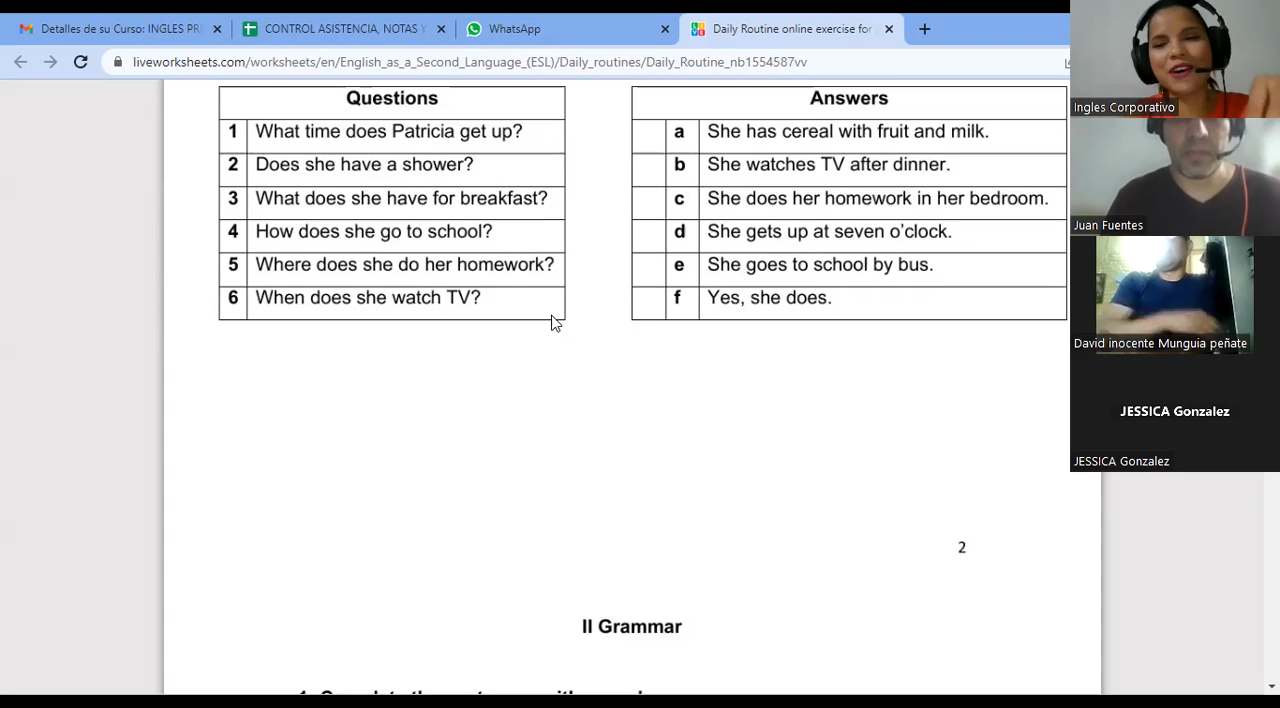 Detalles de su Curso: INGLES PRI
CONTROL ASISTENCIA, NOTAS Y
WhatsApp
Daily Routine online exercise for
liveworksheets.com/worksheets/en/English_as_a_Second_Language_(ESL)/Daily_routines/Daily_Routine_nb1554587vv
Questions
1 What time does Patricia get up?
2 Does she have a shower?
3 What does she have for breakfast?
4 How does she go to school?
5 Where does she do her homework?
6 When does she watch TV?
Answers
a She has cereal with fruit and milk.
b She watches TV after dinner.
c She does her homework in her bedroom.
d She gets up at seven o’clock.
e She goes to school by bus.
f Yes, she does.
2
II Grammar
Ingles Corporativo
Juan Fuentes
David inocente Munguia peñate
JESSICA Gonzalez
JESSICA Gonzalez